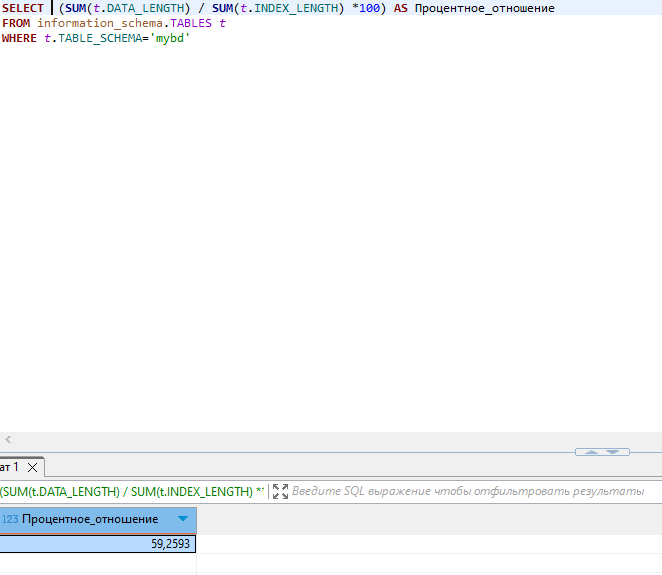 SELECT (SUM(t.DATA_LENGTH) / SUM(t.INDEX_LENGTH) *100) AS Процентное_отношение
FROM information_schema.TABLES t
WHERE t.TABLE_SCHEMA='mybd'
ат 1
(SUM(t.DATA_LENGTH) / SUM(t.INDEX_LENGTH) *1 Введите SQL выражение чтобы отфильтровать результаты
123 Процентное_отношение
59,2593